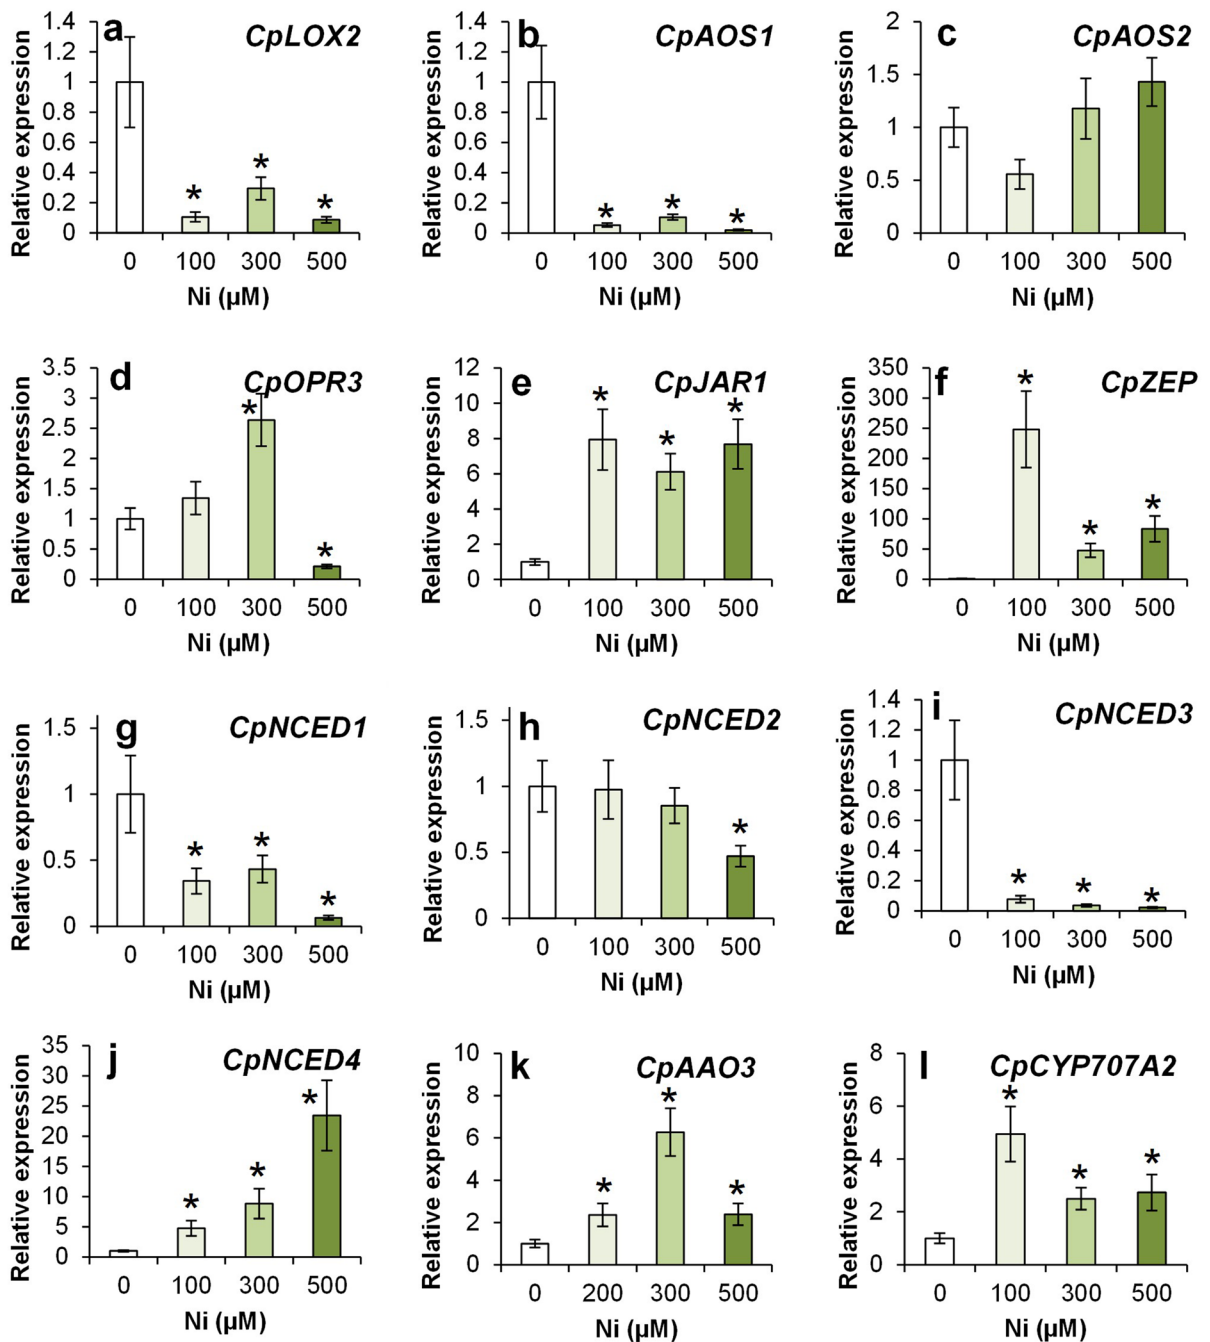 a CpLOX2
Relative expression
1.4
1.2
1
0.8
0.6
0.4
0.2
0
* * *
0 100 300 500
Ni (µM)
b CpAOS1
Relative expression
1.4
1.2
1
0.8
0.6
0.4
0.2
0
* * *
0 100 300 500
Ni (µM)
c CpAOS2
Relative expression
2
1.5
1
0.5
0
0 100 300 500
Ni (µM)
d CpOPR3
Relative expression
3.5
3
2.5
2
1.5
1
0.5
0
* *
0 100 300 500
Ni (µM)
e CpJAR1
Relative expression
12
10
8
6
4
2
0
* * *
0 100 300 500
Ni (µM)
f CpZEP
Relative expression
350
300
250
200
150
100
50
0
* * *
0 100 300 500
Ni (µM)
g CpNCED1
Relative expression
1.5
1
0.5
0
* * *
0 100 300 500
Ni (µM)
h CpNCED2
Relative expression
1.5
1
0.5
0
*
0 100 300 500
Ni (µM)
i CpNCED3
Relative expression
1.4
1.2
1
0.8
0.6
0.4
0.2
0
* * *
0 100 300 500
Ni (µM)
j CpNCED4
Relative expression
35
30
25
20
15
10
5
0
* * *
0 100 300 500
Ni (µM)
k CpAAO3
Relative expression
10
8
6
4
2
0
* * *
0 200 300 500
Ni (µM)
l CpCYP707A2
Relative expression
8
6
4
2
0
* * *
0 100 300 500
Ni (µM)